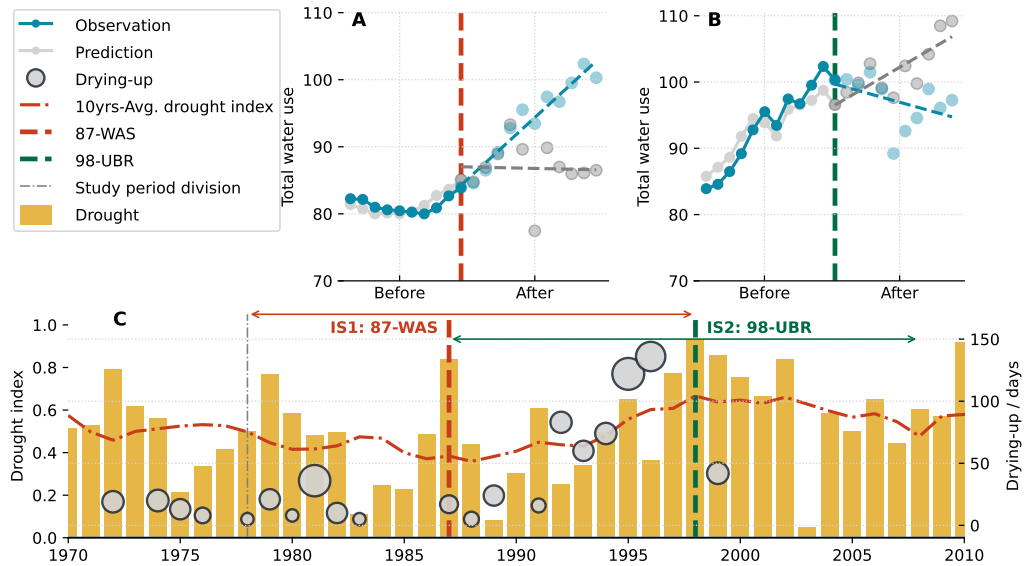 Observation
Prediction
Drying-up
10yrs-Avg. drought index
87-WAS
98-UBR
Study period division
Drought
A
Total water use
110
100
90
80
70
Before
After
B
Total water use
110
100
90
80
70
Before
After
C
IS1: 87-WAS
IS2: 98-UBR
Drought index
1.0
0.8
0.6
0.4
0.2
0.0
150
100
50
0
Drying-up / days
1970
1975
1980
1985
1990
1995
2000
2005
2010